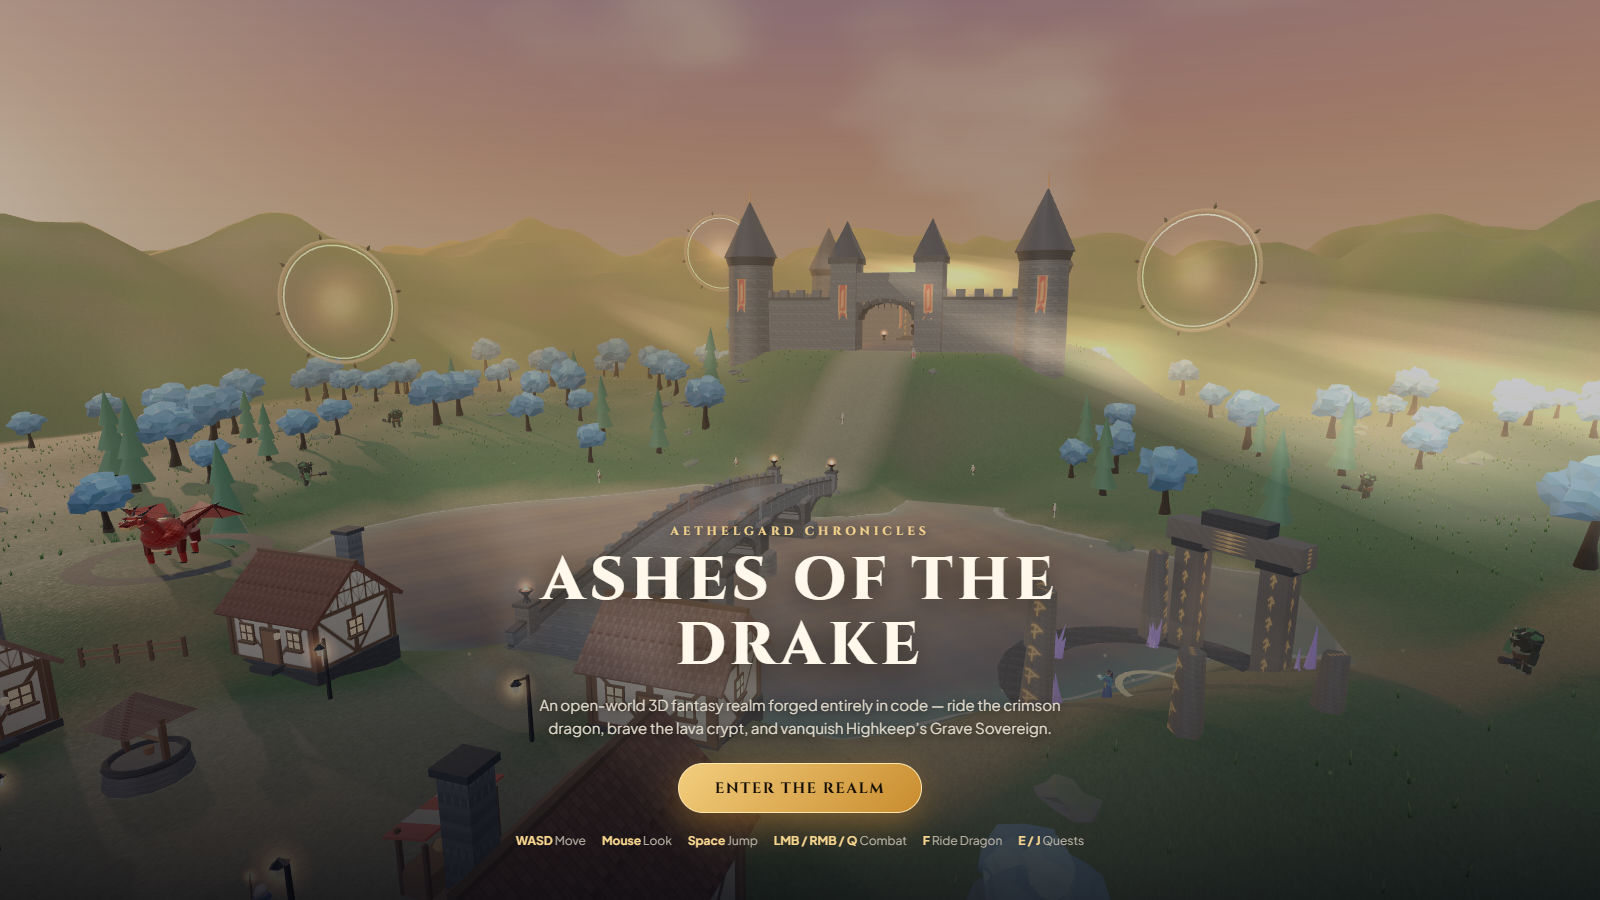 AETHELGARD CHRONICLES
ASHES OF THE
DRAKE
An open-world 3D fantasy realm forged entirely in code — ride the crimson
dragon, brave the lava crypt, and vanquish Highkeep's Grave Sovereign.
ENTER THE REALM
WASD Move Mouse Look Space Jump LMB / RMB / Q Combat F Ride Dragon E / J Quests